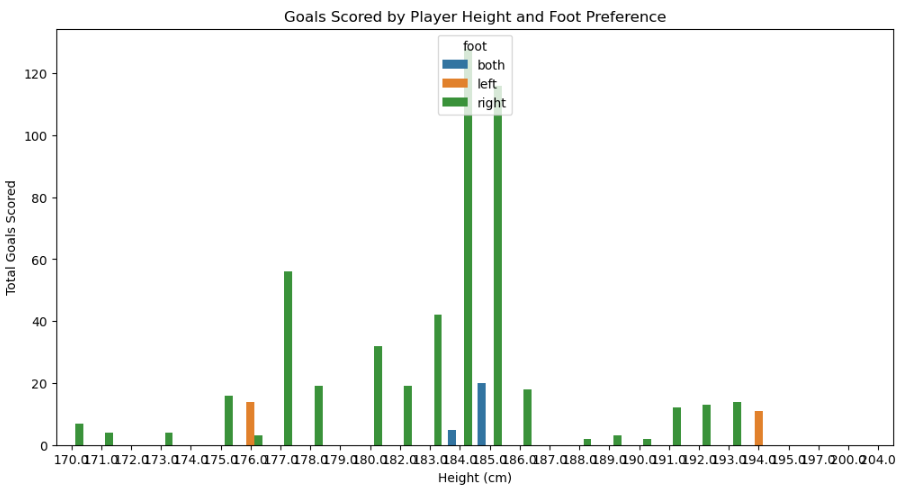 Goals Scored by Player Height and Foot Preference
foot
both
left
right
Total Goals Scored
120
100
80
60
40
20
0
170.0 171.0 172.0 173.0 174.0 175.0 176.0 177.0 178.0 179.0 180.0 182.0 183.0 184.0 185.0 186.0 187.0 188.0 189.0 190.0 191.0 192.0 193.0 194.0 195.0 197.0 200.0 204.0
Height (cm)